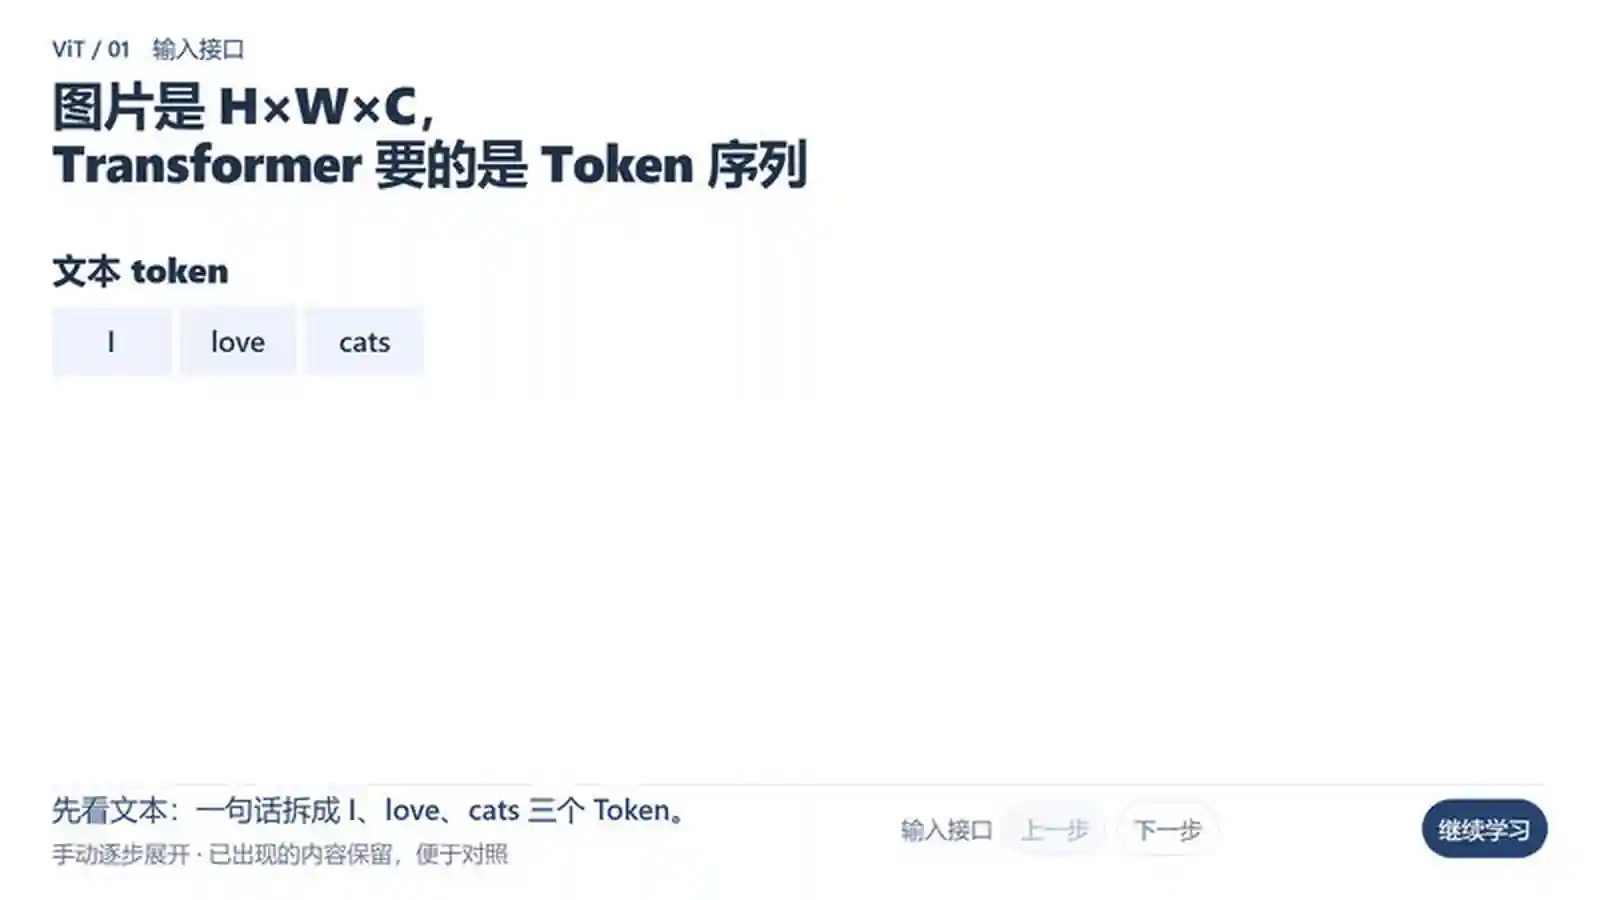 ViT / 01 输入接口
图片是 H×W×C，
Transformer 要的是 Token 序列
文本 token
I love cats
先看文本：一句话拆成 I、love、cats 三个 Token。
手动逐步展开 · 已出现的内容保留，便于对照
输入接口 上一步 下一步 继续学习